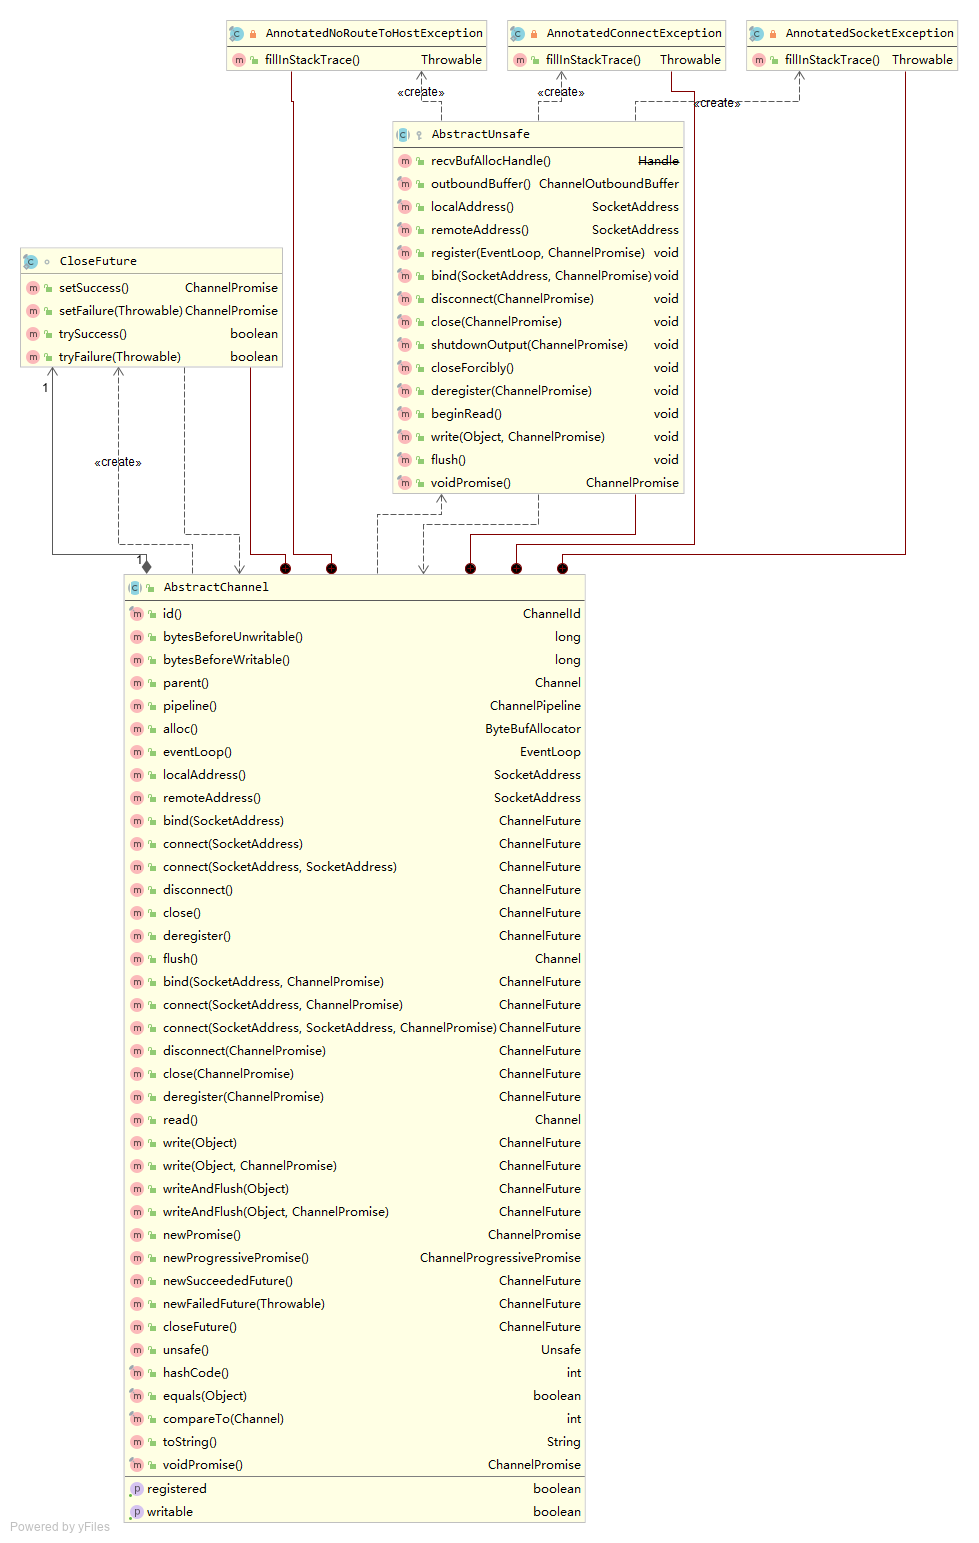 AnnotatedNoRouteToHostException
fillInStackTrace() Throwable
AnnotatedConnectException
fillInStackTrace() Throwable
AnnotatedSocketException
fillInStackTrace() Throwable
«create»
«create»
«create»
AbstractUnsafe
recvBufAllocHandle() Handle
outboundBuffer() ChannelOutboundBuffer
localAddress() SocketAddress
remoteAddress() SocketAddress
register(EventLoop, ChannelPromise) void
bind(SocketAddress, ChannelPromise) void
disconnect(ChannelPromise) void
close(ChannelPromise) void
shutdownOutput(ChannelPromise) void
closeForcibly() void
deregister(ChannelPromise) void
beginRead() void
write(Object, ChannelPromise) void
flush() void
voidPromise() ChannelPromise
CloseFuture
setSuccess() ChannelPromise
setFailure(Throwable) ChannelPromise
trySuccess() boolean
tryFailure(Throwable) boolean
1
«create»
1
AbstractChannel
id() ChannelId
bytesBeforeUnwritable() long
bytesBeforeWritable() long
parent() Channel
pipeline() ChannelPipeline
alloc() ByteBufAllocator
eventLoop() EventLoop
localAddress() SocketAddress
remoteAddress() SocketAddress
bind(SocketAddress) ChannelFuture
connect(SocketAddress) ChannelFuture
connect(SocketAddress, SocketAddress) ChannelFuture
disconnect() ChannelFuture
close() ChannelFuture
deregister() ChannelFuture
flush() Channel
bind(SocketAddress, ChannelPromise) ChannelFuture
connect(SocketAddress, ChannelPromise) ChannelFuture
connect(SocketAddress, SocketAddress, ChannelPromise) ChannelFuture
disconnect(ChannelPromise) ChannelFuture
close(ChannelPromise) ChannelFuture
deregister(ChannelPromise) ChannelFuture
read() Channel
write(Object) ChannelFuture
write(Object, ChannelPromise) ChannelFuture
writeAndFlush(Object) ChannelFuture
writeAndFlush(Object, ChannelPromise) ChannelFuture
newPromise() ChannelPromise
newProgressivePromise() ChannelProgressivePromise
newSucceededFuture() ChannelFuture
newFailedFuture(Throwable) ChannelFuture
closeFuture() ChannelFuture
unsafe() Unsafe
hashCode() int
equals(Object) boolean
compareTo(Channel) int
toString() String
voidPromise() ChannelPromise
registered boolean
writable boolean
Powered by yFiles